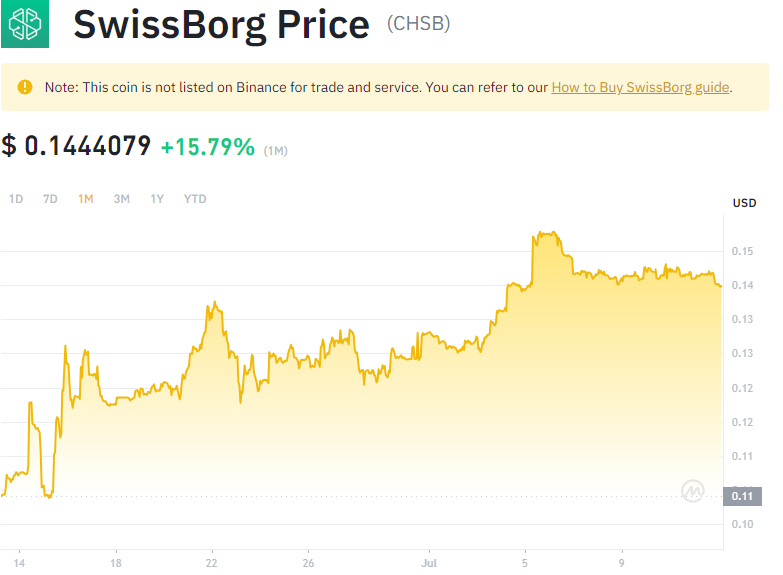 SwissBorg Price (CHSB)
Note: This coin is not listed on Binance for trade and service. You can refer to our How to Buy SwissBorg guide.
$ 0.1444079 +15.79% (1M)
1D 7D 1M 3M 1Y YTD
USD
0.15
0.14
0.13
0.13
0.12
0.12
0.11
0.11
0.10
14 18 22 26 Jul 5 9